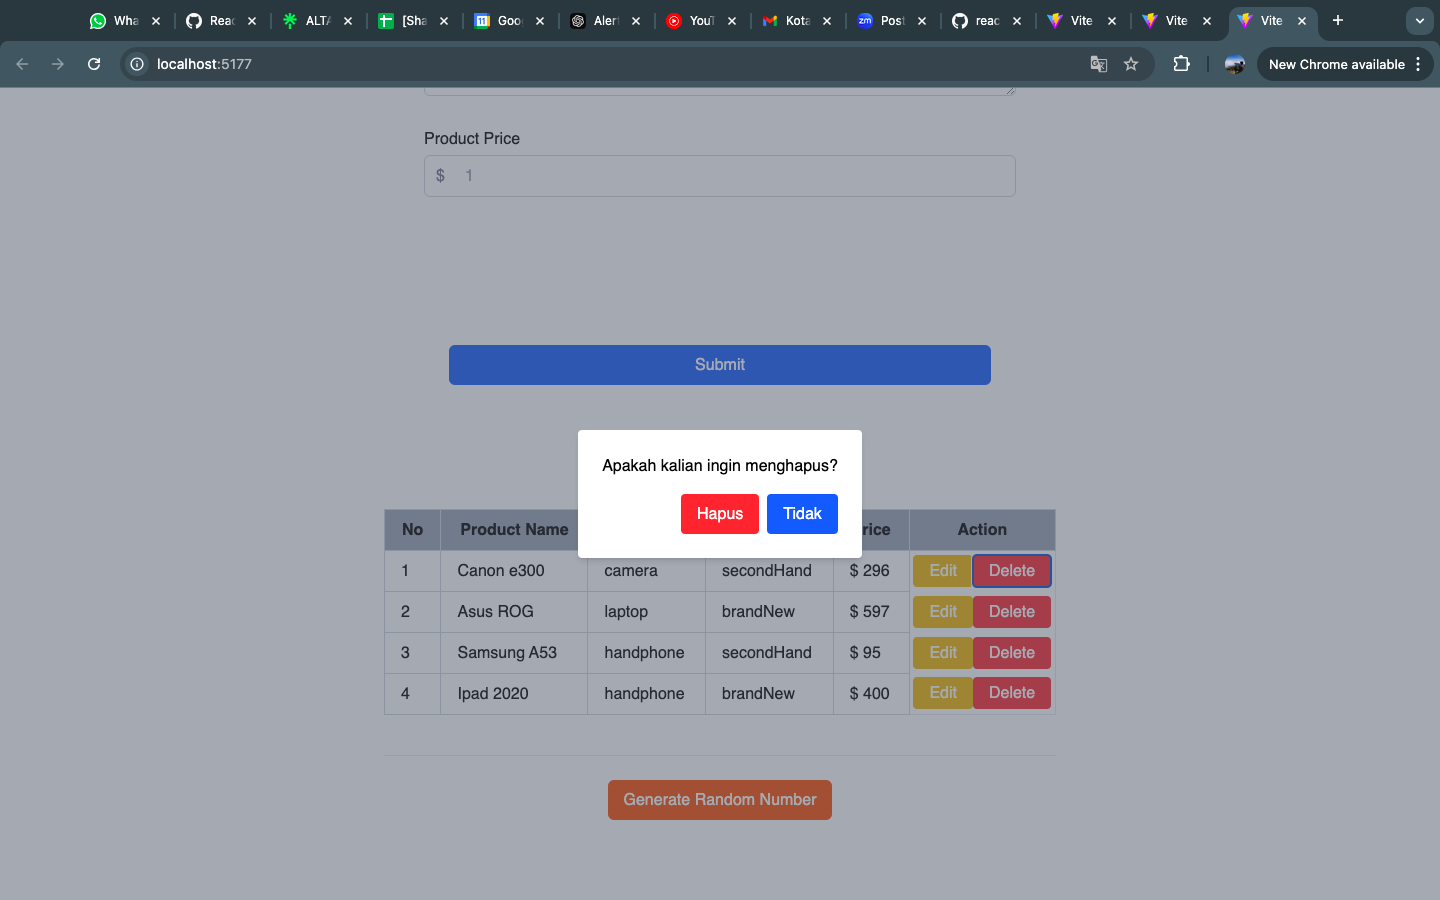 Wha Reac ALTA [Sha Goo 11 Alert YouT Kota zm Post reac Vite Vite Vite
localhost:5177 New Chrome available
Product Price
$ 1
Submit
Apakah kalian ingin menghapus?
Hapus Tidak
No Product Name rice Action
1 Canon e300 camera secondHand $ 296 Edit Delete
2 Asus ROG laptop brandNew $ 597 Edit Delete
3 Samsung A53 handphone secondHand $ 95 Edit Delete
4 Ipad 2020 handphone brandNew $ 400 Edit Delete
Generate Random Number